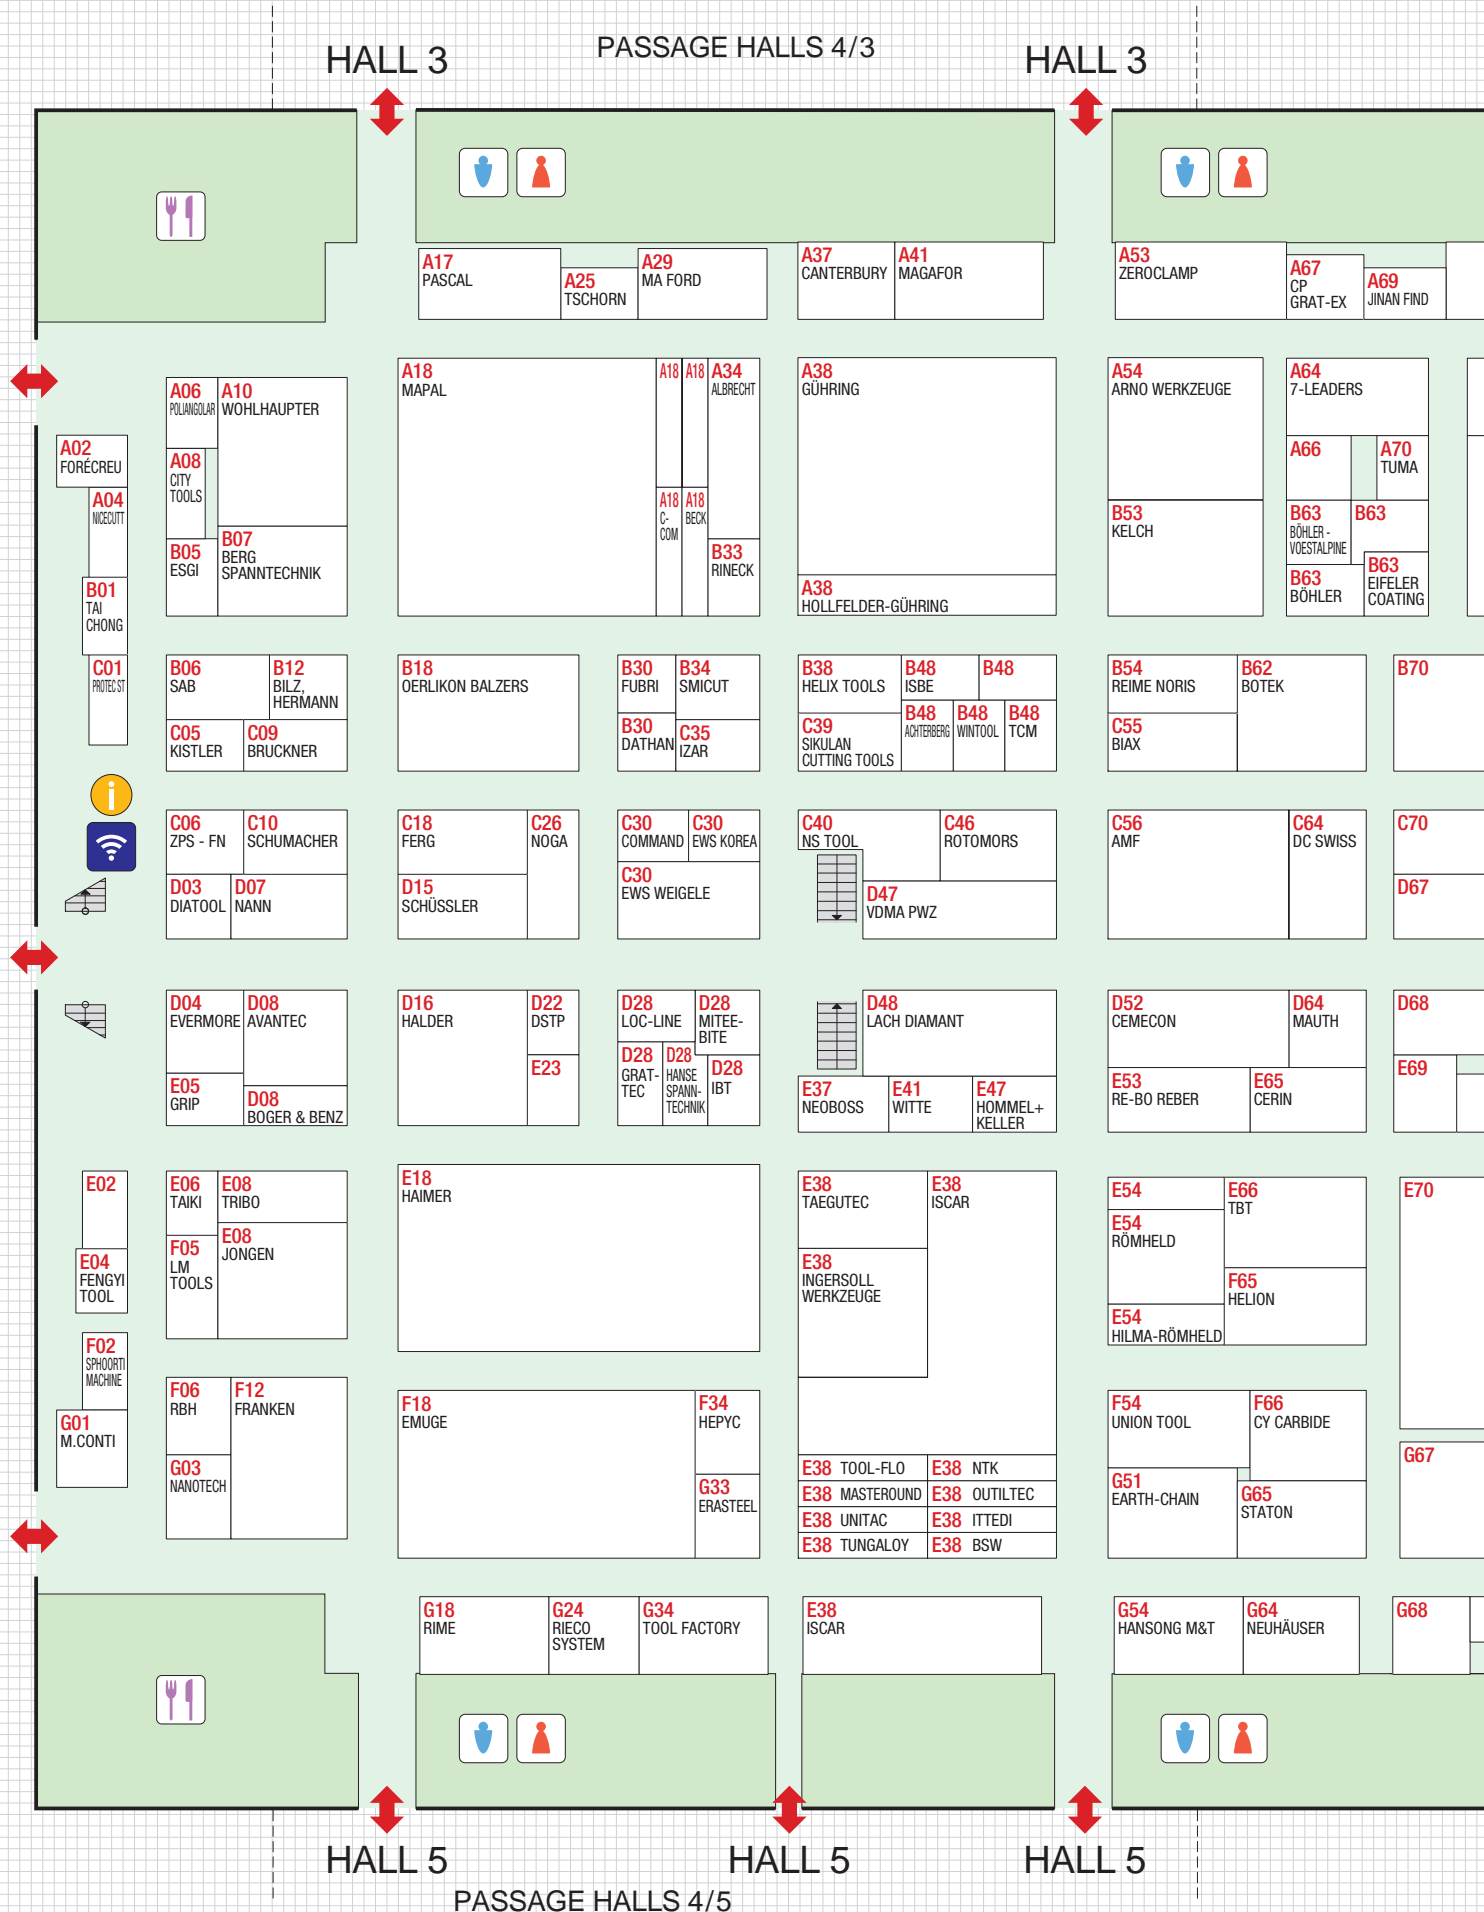 HALL 3
PASSAGE HALLS 4/3
HALL 3
A17
PASCAL
A25
TSCHORN
A29
MA FORD
A37
CANTERBURY
A41
MAGAFOR
A53
ZEROCLAMP
A67
CP
GRAT-EX
A69
JINAN FIND
A02
FORÉCREU
A04
NICECUTT
B01
TAI
CHONG
C01
PROTEC ST
A06
POLIANGOLAR
A10
WOHLHAUPTER
A08
CITY
TOOLS
B05
ESGI
B07
BERG
SPANNTECHNIK
A18
MAPAL
A18
A18
A34
ALBRECHT
A18
C-
COM
A18
BECK
B33
RINECK
A38
GÜHRING
A38
HOLLFELDER-GÜHRING
A54
ARNO WERKZEUGE
B53
KELCH
A64
7-LEADERS
A66
A70
TUMA
B63
BÖHLER -
VOESTALPINE
B63
B63
BÖHLER
B63
EIFELER
COATING
B06
SAB
B12
BILZ,
HERMANN
C05
KISTLER
C09
BRUCKNER
B18
OERLIKON BALZERS
B30
FUBRI
B34
SMICUT
B30
DATHAN
C35
IZAR
B38
HELIX TOOLS
B48
ISBE
B48
C39
SIKULAN
CUTTING TOOLS
B48
ACHTERBERG
B48
WINTOOL
B48
TCM
B54
REIME NORIS
B62
BOTEK
C55
BIAX
B70
i
C06
ZPS - FN
C10
SCHUMACHER
D03
DIATOOL
D07
NANN
C18
FERG
C26
NOGA
D15
SCHÜSSLER
C30
COMMAND
C30
EWS KOREA
C30
EWS WEIGELE
C40
NS TOOL
C46
ROTOMORS
D47
VDMA PWZ
C56
AMF
C64
DC SWISS
C70
D67
D04
EVERMORE
D08
AVANTEC
E05
GRIP
D08
BOGER & BENZ
D16
HALDER
D22
DSTP
E23
D28
LOC-LINE
D28
MITEE-
BITE
D28
GRAT-
TEC
D28
HANSE
SPANN-
TECHNIK
D28
IBT
D48
LACH DIAMANT
E37
NEOBOSS
E41
WITTE
E47
HOMMEL+
KELLER
D52
CEMECON
D64
MAUTH
E53
RE-BO REBER
E65
CERIN
D68
E69
E02
E04
FENGYI
TOOL
F02
SPHOORTI
MACHINE
G01
M.CONTI
E06
TAIKI
E08
TRIBO
F05
LM
TOOLS
E08
JONGEN
E18
HAIMER
E38
TAEGUTEC
E38
ISCAR
E38
INGERSOLL
WERKZEUGE
E54
E54
RÖMHELD
E54
HILMA-RÖMHELD
E66
TBT
F65
HELION
E70
F06
RBH
F12
FRANKEN
G03
NANOTECH
F18
EMUGE
F34
HEPYC
G33
ERASTEEL
E38 TOOL-FLO
E38 NTK
E38 MASTEROUND
E38 OUTILTEC
E38 UNITAC
E38 ITTEDI
E38 TUNGALOY
E38 BSW
F54
UNION TOOL
F66
CY CARBIDE
G51
EARTH-CHAIN
G65
STATON
G67
G18
RIME
G24
RIECO
SYSTEM
G34
TOOL FACTORY
E38
ISCAR
G54
HANSONG M&T
G64
NEUHÄUSER
G68
HALL 5
HALL 5
HALL 5
PASSAGE HALLS 4/5